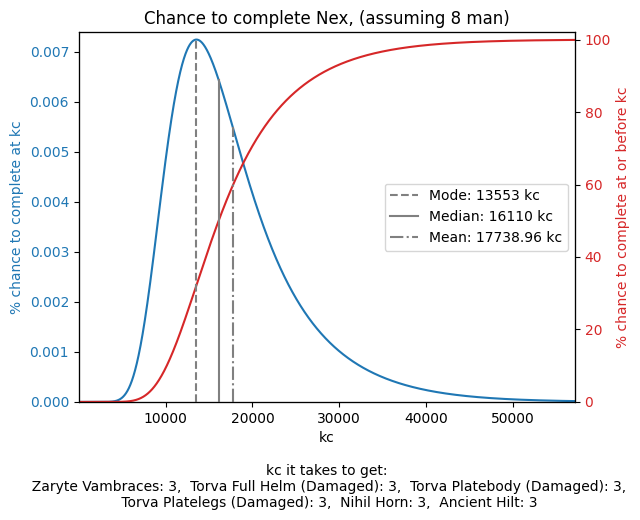 Chance to complete Nex, (assuming 8 man)
% chance to complete at kc
0.007
0.006
0.005
0.004
0.003
0.002
0.001
0.000
100
80
60
40
20
0
% chance to complete at or before kc
Mode: 13553 kc
Median: 16110 kc
Mean: 17738.96 kc
10000 20000 30000 40000 50000
kc
kc it takes to get:
Zaryte Vambraces: 3, Torva Full Helm (Damaged): 3, Torva Platebody (Damaged): 3,
Torva Platelegs (Damaged): 3, Nihil Horn: 3, Ancient Hilt: 3